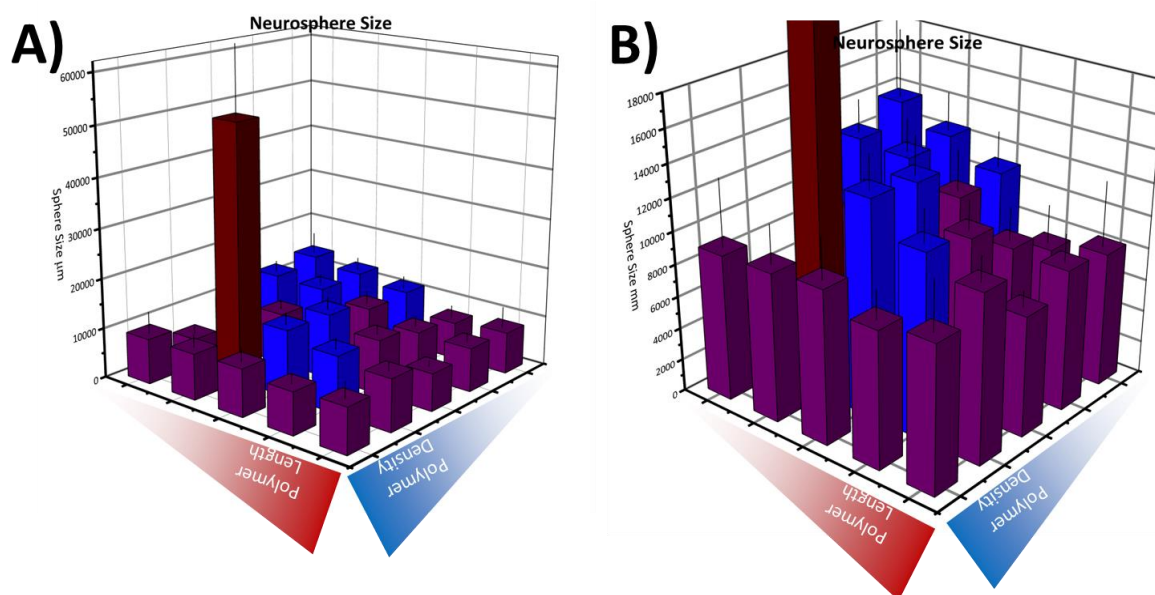 A)
Neurosphere Size
60000
50000
40000
30000
20000
10000
0
Sphere Size µm
Polymer
Length
Polymer
Density
B)
Neurosphere Size
18000
16000
14000
12000
10000
8000
6000
4000
2000
0
Sphere Size mm
Polymer
Length
Polymer
Density